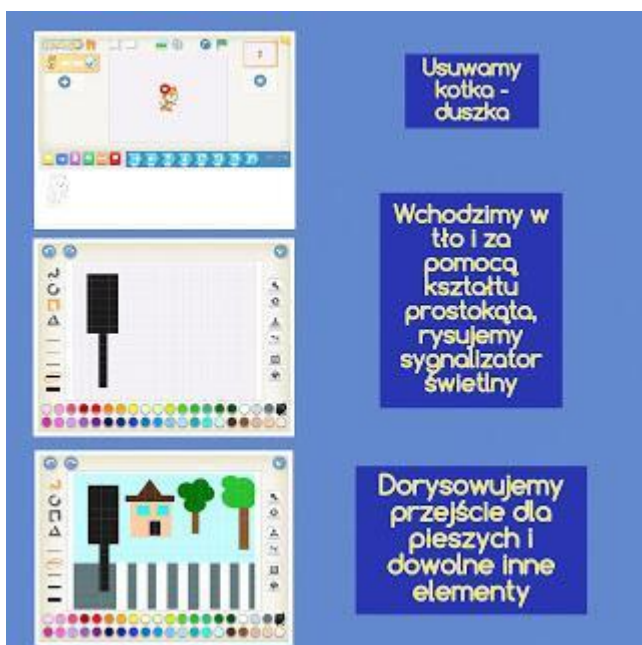 Usuwamy
kotka -
duszka
Wchodzimy w
tło i za
pomocą
kształtu
prostokąta,
rysujemy
sygnalizator
świetlny
Dorysowujemy
przejście dla
pieszych i
dowolne inne
elementy